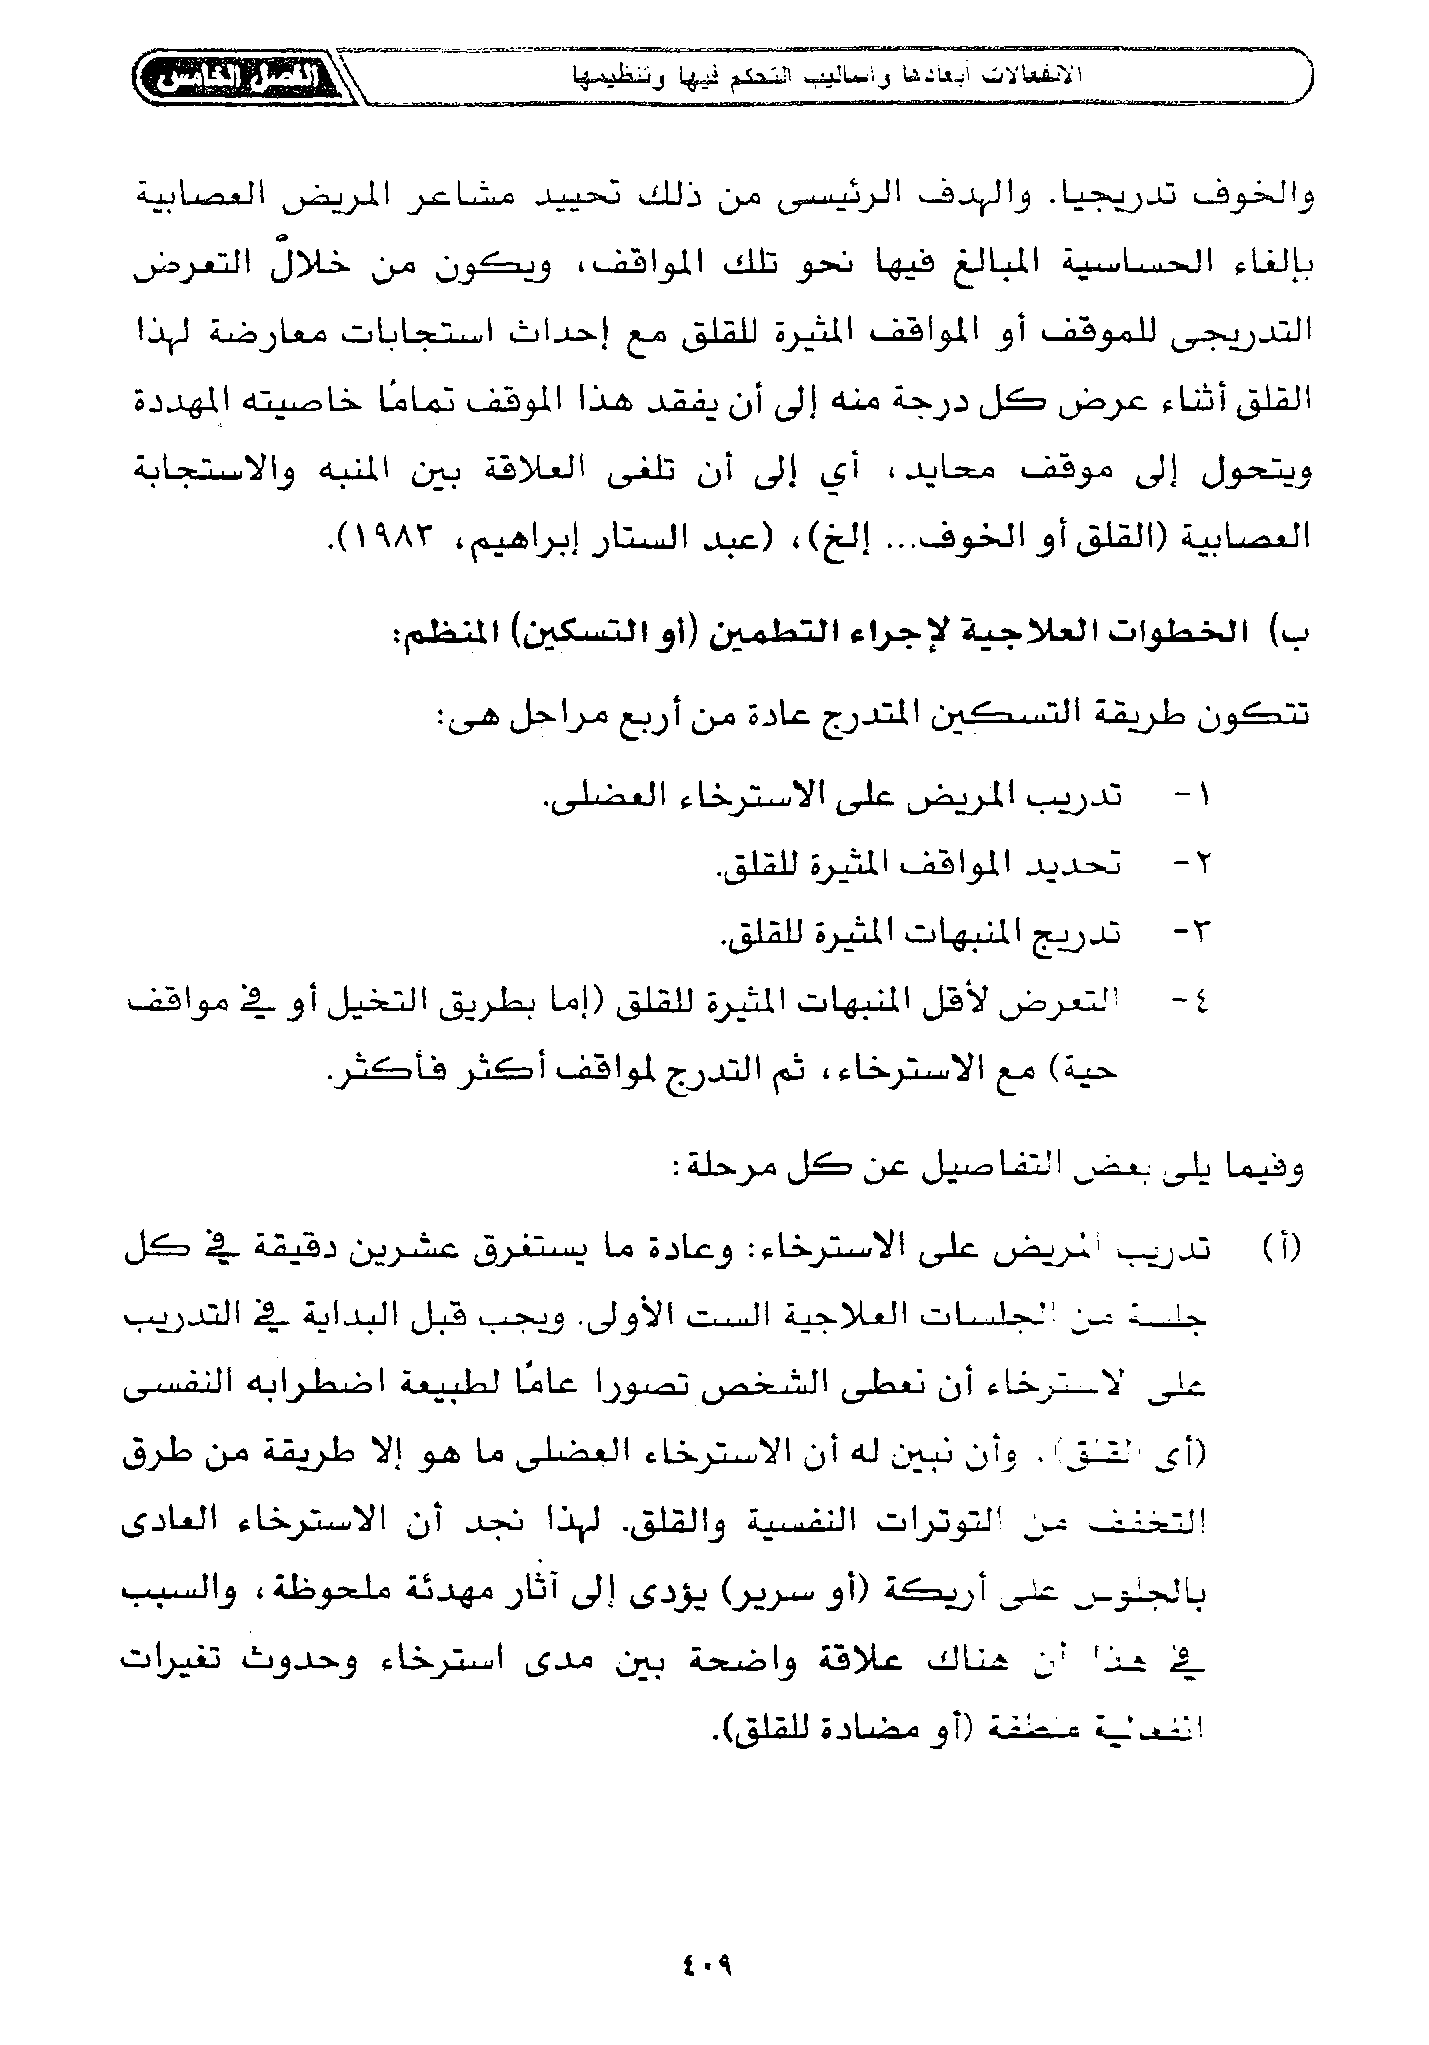 الانفعالات أبعادها وأساليب التحكم فيها وتنظيمها
الفصل الخامس
والخوف تدريجيا. والهدف الرئيسى من ذلك تحييد مشاعر المريض العصابية
بإلغاء الحساسية المبالغ فيها نحو تلك المواقف، ويكون من خلال التعرض
التدريجى للموقف أو المواقف المثيرة للقلق مع إحداث استجابات معارضة لهذا
القلق أثناء عرض كل درجة منه إلى أن يفقد هذا الموقف تمامًا خاصيته المهددة
ويتحول إلى موقف محايد، أي إلى أن تلغى العلاقة بين المنبه والاستجابة
العصابية (القلق أو الخوف... إلخ)، (عبد الستار إبراهيم، ١٩٨٣).
ب) الخطوات العلاجية لإجراء التطمين (أو التسكين) المنظم:
تتكون طريقة التسكين المتدرج عادة من أربع مراحل هى:
١- تدريب المريض على الاسترخاء العضلى.
٢- تحديد المواقف المثيرة للقلق.
٣- تدريج المنبهات المثيرة للقلق.
٤- التعرض لأقل المنبهات المثيرة للقلق (إما بطريق التخيل أو في مواقف
حية) مع الاسترخاء، ثم التدرج لمواقف أكثر فأكثر.
وفيما يلى بعض التفاصيل عن كل مرحلة:
(أ) تدريب المريض على الاسترخاء: وعادة ما يستغرق عشرين دقيقة في كل
جلسة من الجلسات العلاجية الست الأولى. ويجب قبل البداية في التدريب
على الاسترخاء أن نعطى الشخص تصورا عامًا لطبيعة اضطرابه النفسى
(أى القلق). وأن نبين له أن الاسترخاء العضلى ما هو إلا طريقة من طرق
التخفف من التوترات النفسية والقلق. لهذا نجد أن الاسترخاء العادى
بالجلوس على أريكة (أو سرير) يؤدى إلى آثار مهدئة ملحوظة، والسبب
في هذا أن هناك علاقة واضحة بين مدى استرخاء وحدوث تغيرات
انفعالية (أو مضادة للقلق).
٤٠٩